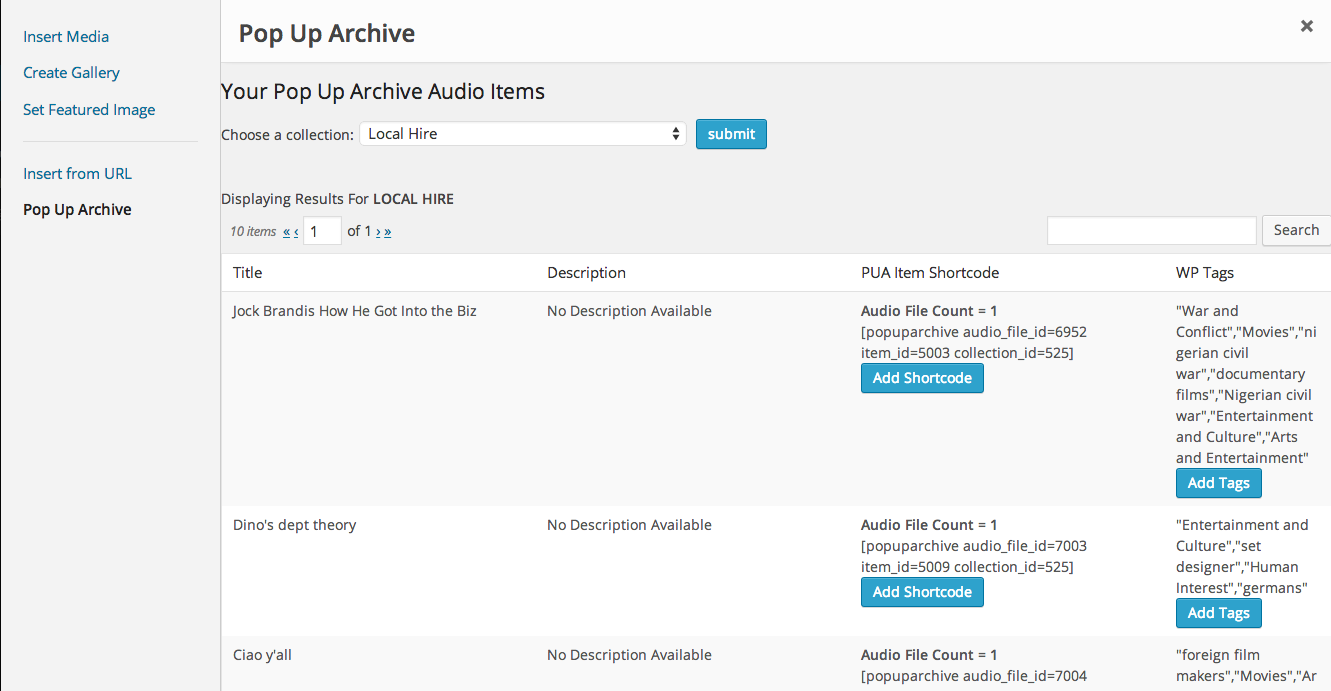 Insert Media
Create Gallery
Set Featured Image
Insert from URL
Pop Up Archive
Pop Up Archive
×
Your Pop Up Archive Audio Items
Choose a collection: Local Hire submit
Displaying Results For LOCAL HIRE
10 items « ‹ 1 of 1 › » Search
Title Description PUA Item Shortcode WP Tags
Jock Brandis How He Got Into the Biz
No Description Available
Audio File Count = 1
[popuparchive audio_file_id=6952
item_id=5003 collection_id=525]
Add Shortcode
"War and
Conflict","Movies","ni
gerian civil
war","documentary
films","Nigerian civil
war","Entertainment
and Culture","Arts
and Entertainment"
Add Tags
Dino's dept theory
No Description Available
Audio File Count = 1
[popuparchive audio_file_id=7003
item_id=5009 collection_id=525]
Add Shortcode
"Entertainment and
Culture","set
designer","Human
Interest","germans"
Add Tags
Ciao y'all
No Description Available
Audio File Count = 1
[popuparchive audio_file_id=7004
"foreign film
makers","Movies","Ar